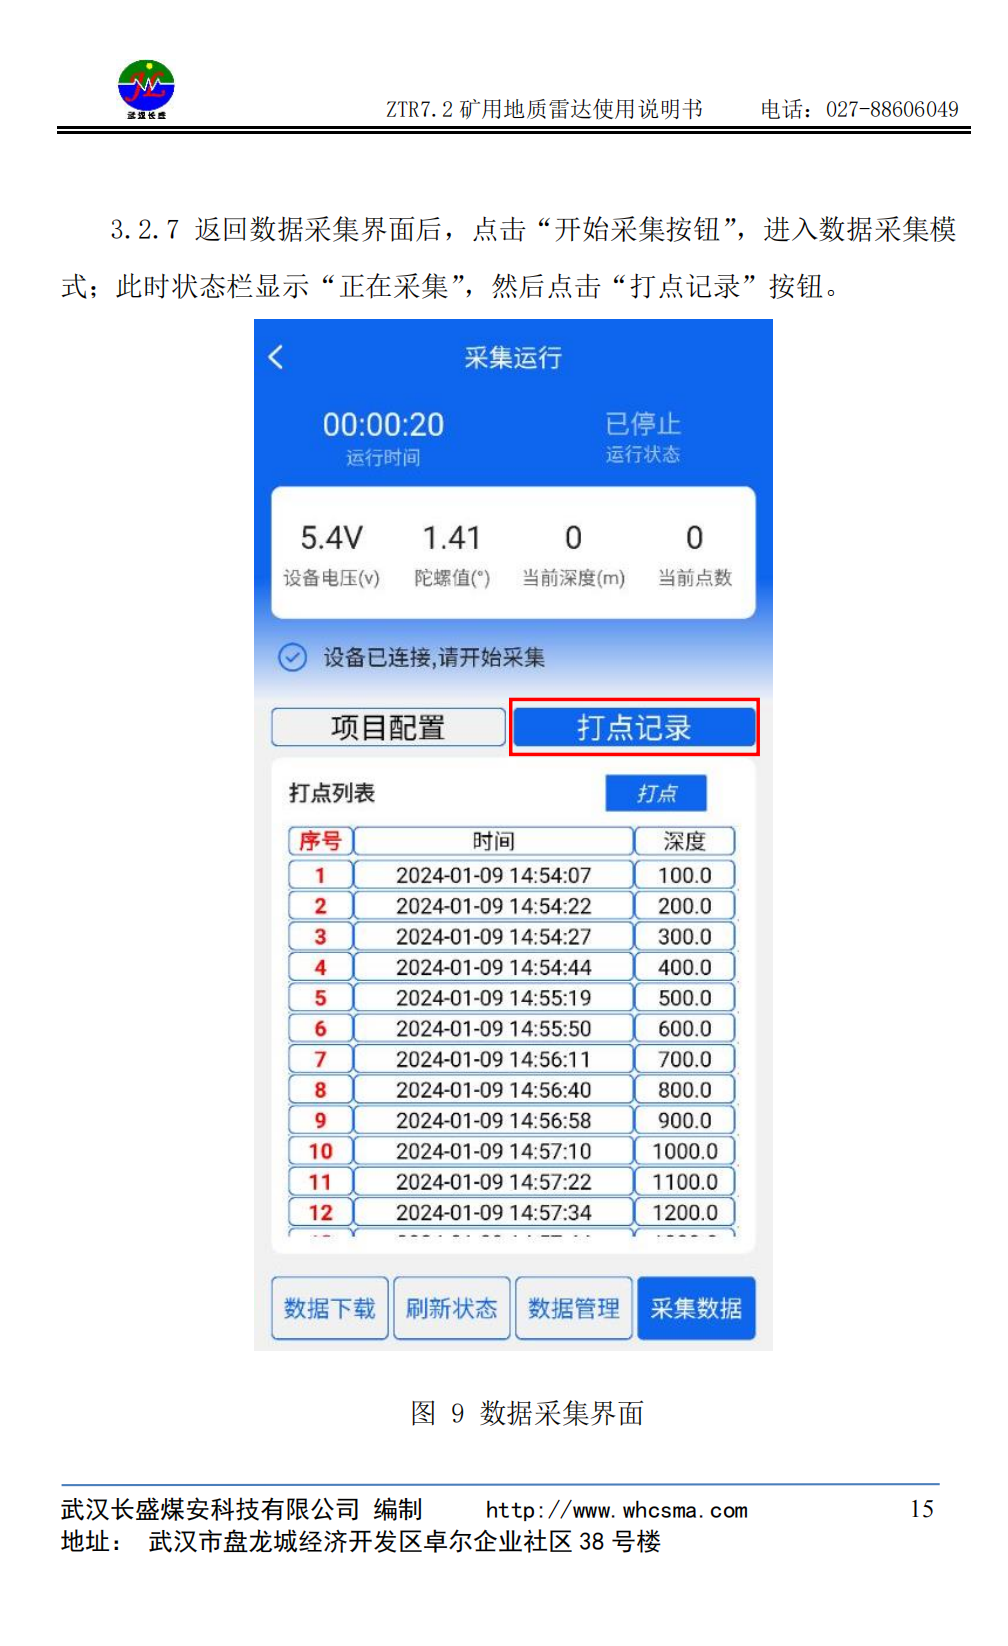 武汉长盛
ZTR7.2 矿用地质雷达使用说明书 电话：027-88606049
3.2.7 返回数据采集界面后，点击“开始采集按钮”，进入数据采集模
式；此时状态栏显示“正在采集”，然后点击“打点记录”按钮。
采集运行
00:00:20 已停止
运行时间 运行状态
5.4V 1.41 0 0
设备电压(v) 陀螺值(°) 当前深度(m) 当前点数
设备已连接,请开始采集
项目配置 打点记录
打点列表 打点
序号 时间 深度
1 2024-01-09 14:54:07 100.0
2 2024-01-09 14:54:22 200.0
3 2024-01-09 14:54:27 300.0
4 2024-01-09 14:54:44 400.0
5 2024-01-09 14:55:19 500.0
6 2024-01-09 14:55:50 600.0
7 2024-01-09 14:56:11 700.0
8 2024-01-09 14:56:40 800.0
9 2024-01-09 14:56:58 900.0
10 2024-01-09 14:57:10 1000.0
11 2024-01-09 14:57:22 1100.0
12 2024-01-09 14:57:34 1200.0
数据下载 刷新状态 数据管理 采集数据
图 9 数据采集界面
武汉长盛煤安科技有限公司 编制 http://www.whcsma.com 15
地址： 武汉市盘龙城经济开发区卓尔企业社区 38 号楼